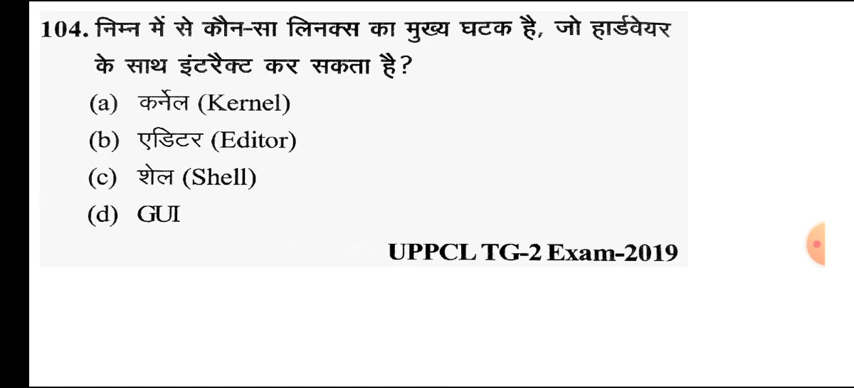 104. निम्न में से कौन-सा लिनक्स का मुख्य घटक है, जो हार्डवेयर
के साथ इंटरैक्ट कर सकता है?
(a) कर्नेल (Kernel)
(b) एडिटर (Editor)
(c) शेल (Shell)
(d) GUI
UPPCL TG-2 Exam-2019